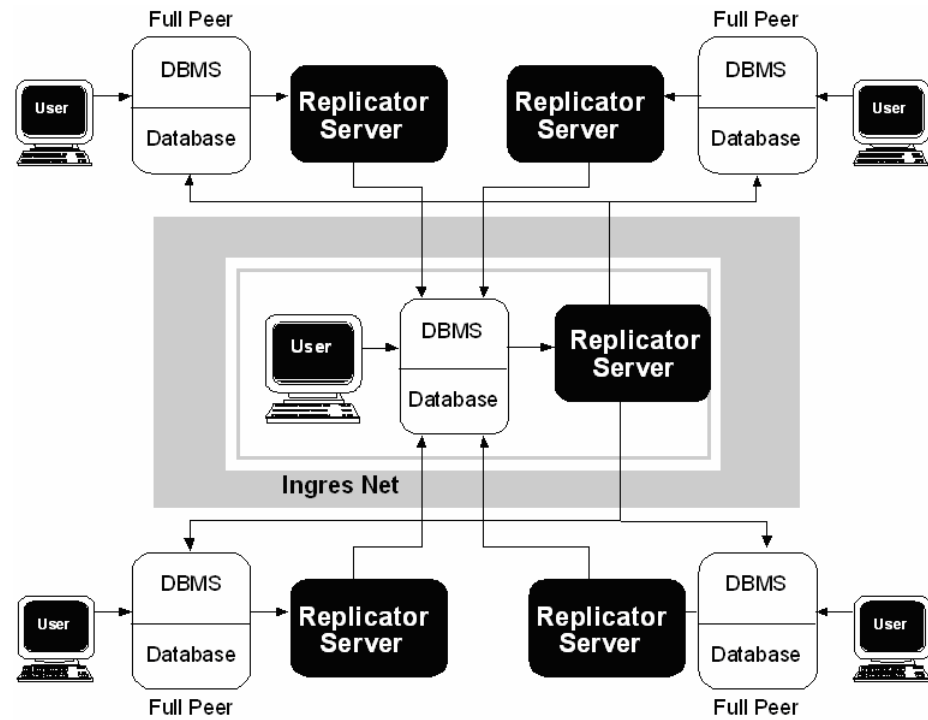 Full Peer
Full Peer
User
DBMS
Database
Replicator
Server
Replicator
Server
DBMS
Database
User
User
DBMS
Database
Replicator
Server
Ingres Net
User
DBMS
Database
Replicator
Server
Replicator
Server
DBMS
Database
User
Full Peer
Full Peer